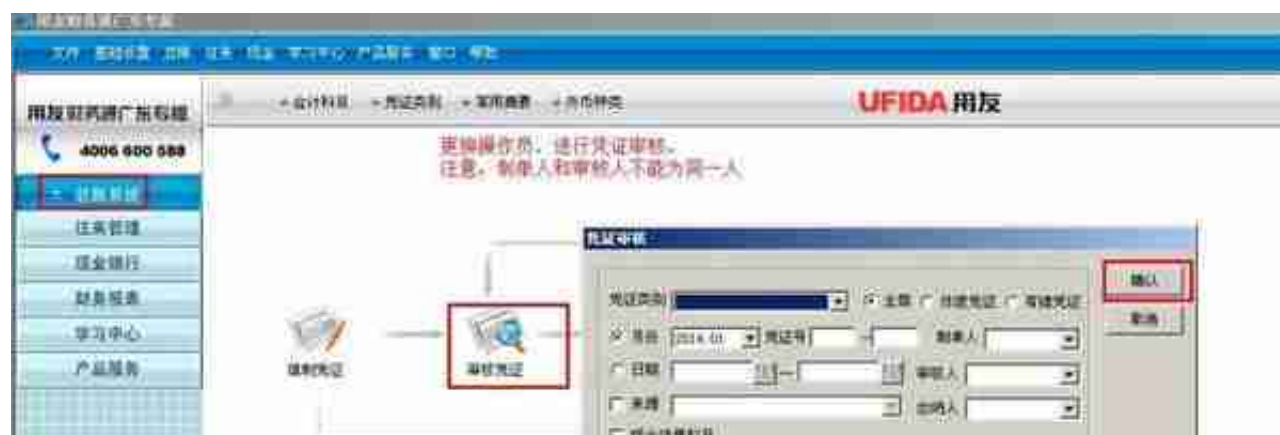 用友财务通广东专版
文件 基础设置 总账 往来 现金 学习中心 产品服务 窗口 帮助
用友财务通广东专版
会计科目 凭证类别 常用摘要 外币种类
UFIDA 用友
4006 600 588
更换操作员，进行凭证审核。
注意，制单人和审核人不能为同一人
总账系统
往来管理
现金银行
财务报表
学习中心
产品服务
填制凭证
审核凭证
凭证审核
凭证类别 全部 作废凭证 有错凭证
确认
月份 2014.01 凭证号 制单人
取消
日期 审核人
来源 出纳人